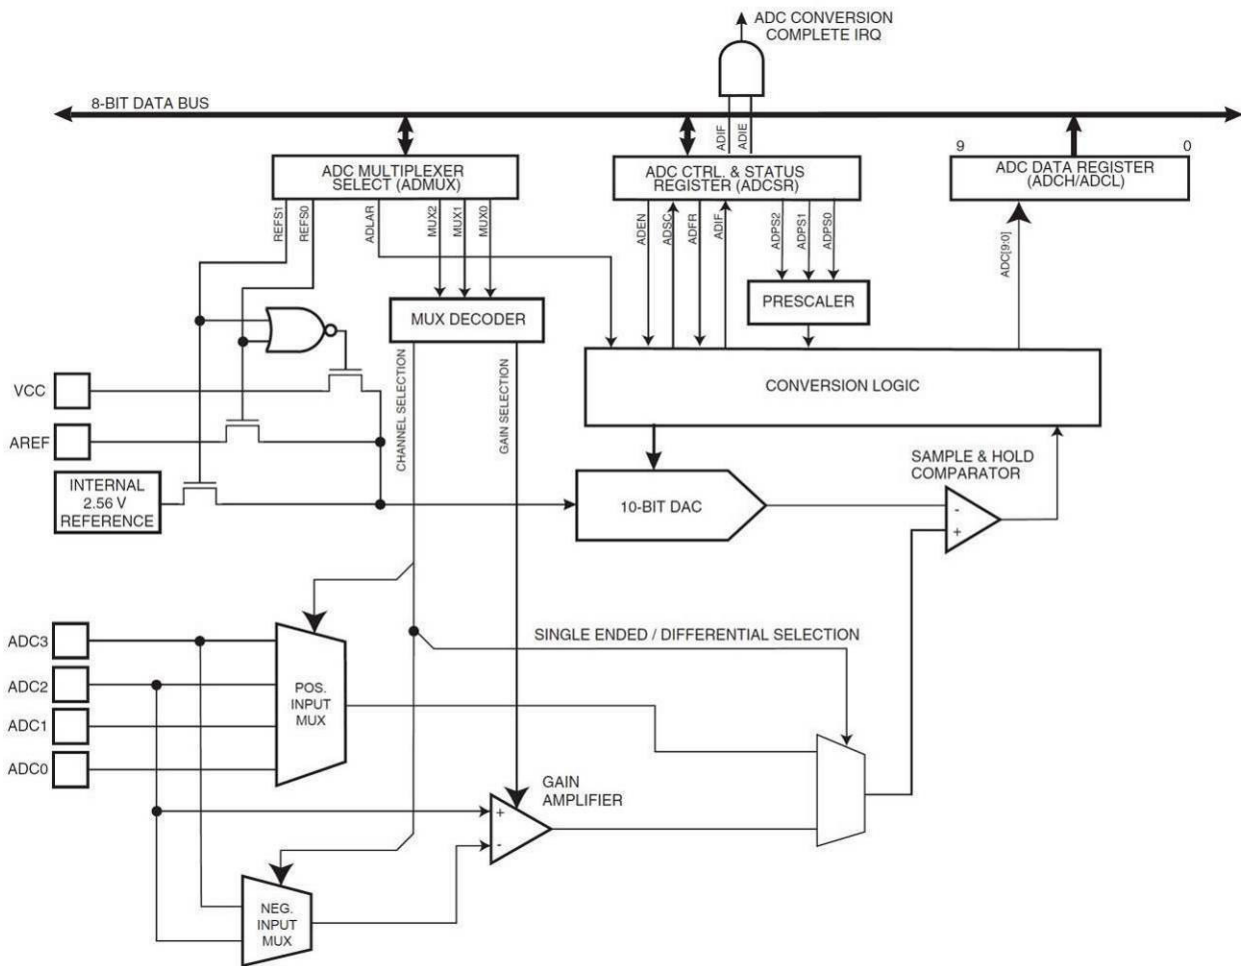 ADC CONVERSION
COMPLETE IRQ
8-BIT DATA BUS
ADIF
ADIE
9
0
ADC MULTIPLEXER
SELECT (ADMUX)
ADC CTRL. & STATUS
REGISTER (ADCSR)
ADC DATA REGISTER
(ADCH/ADCL)
REFS1
REFS0
ADLAR
MUX2
MUX1
MUX0
ADEN
ADSC
ADFR
ADIF
ADPS2
ADPS1
ADPS0
ADC[9:0]
MUX DECODER
PRESCALER
CHANNEL SELECTION
GAIN SELECTION
CONVERSION LOGIC
VCC
AREF
INTERNAL
2.56 V
REFERENCE
10-BIT DAC
SAMPLE & HOLD
COMPARATOR
-
+
ADC3
ADC2
ADC1
ADC0
POS.
INPUT
MUX
SINGLE ENDED / DIFFERENTIAL SELECTION
GAIN
AMPLIFIER
+
-
NEG.
INPUT
MUX